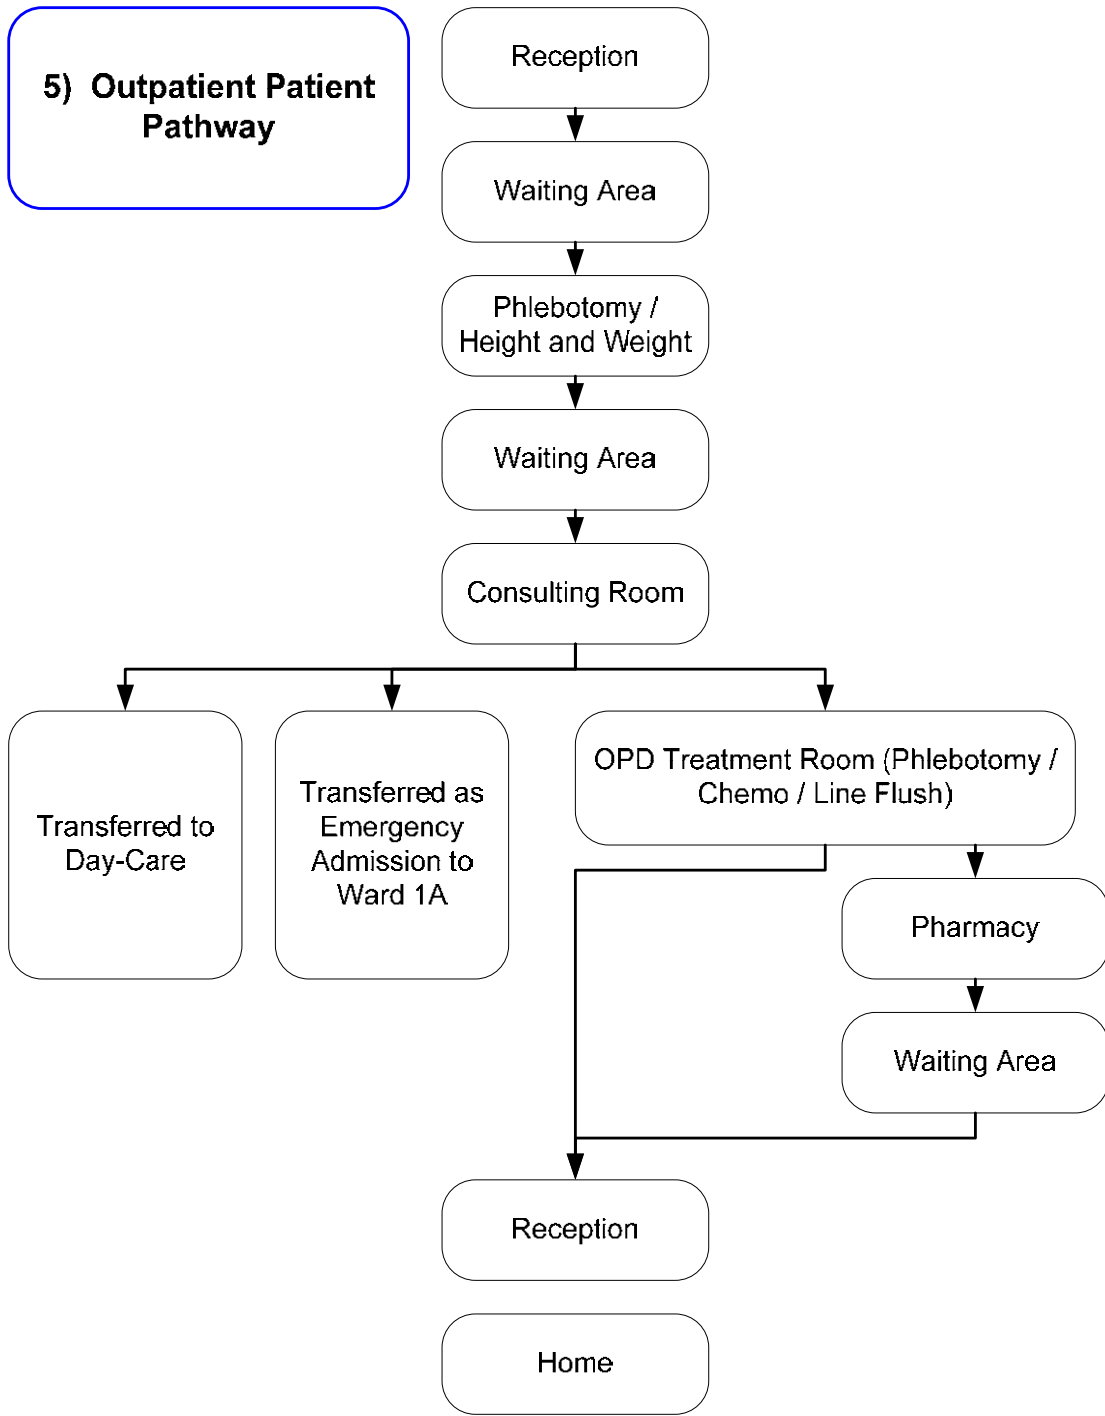 5) Outpatient Patient
Pathway
Reception
Waiting Area
Phlebotomy /
Height and Weight
Waiting Area
Consulting Room
Transferred to
Day-Care
Transferred as
Emergency
Admission to
Ward 1A
OPD Treatment Room (Phlebotomy /
Chemo / Line Flush)
Pharmacy
Waiting Area
Reception
Home